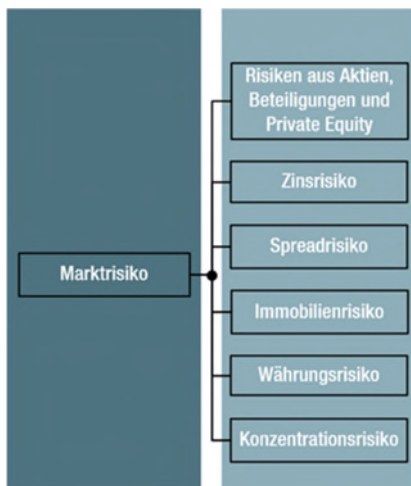 Marktrisiko
Risiken aus Aktien,
Beteiligungen und
Private Equity
Zinsrisiko
Spreadrisiko
Immobilienrisiko
Währungsrisiko
Konzentrationsrisiko